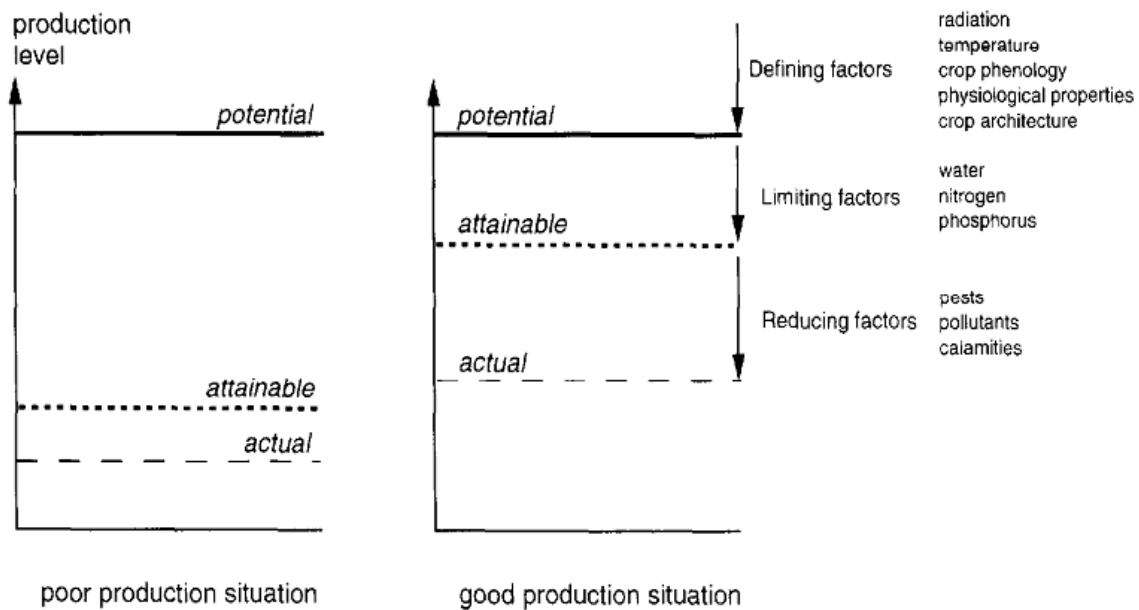 production
level
potential
attainable
actual
poor production situation
potential
attainable
actual
good production situation
Defining factors
radiation
temperature
crop phenology
physiological properties
crop architecture
Limiting factors
water
nitrogen
phosphorus
Reducing factors
pests
pollutants
calamities